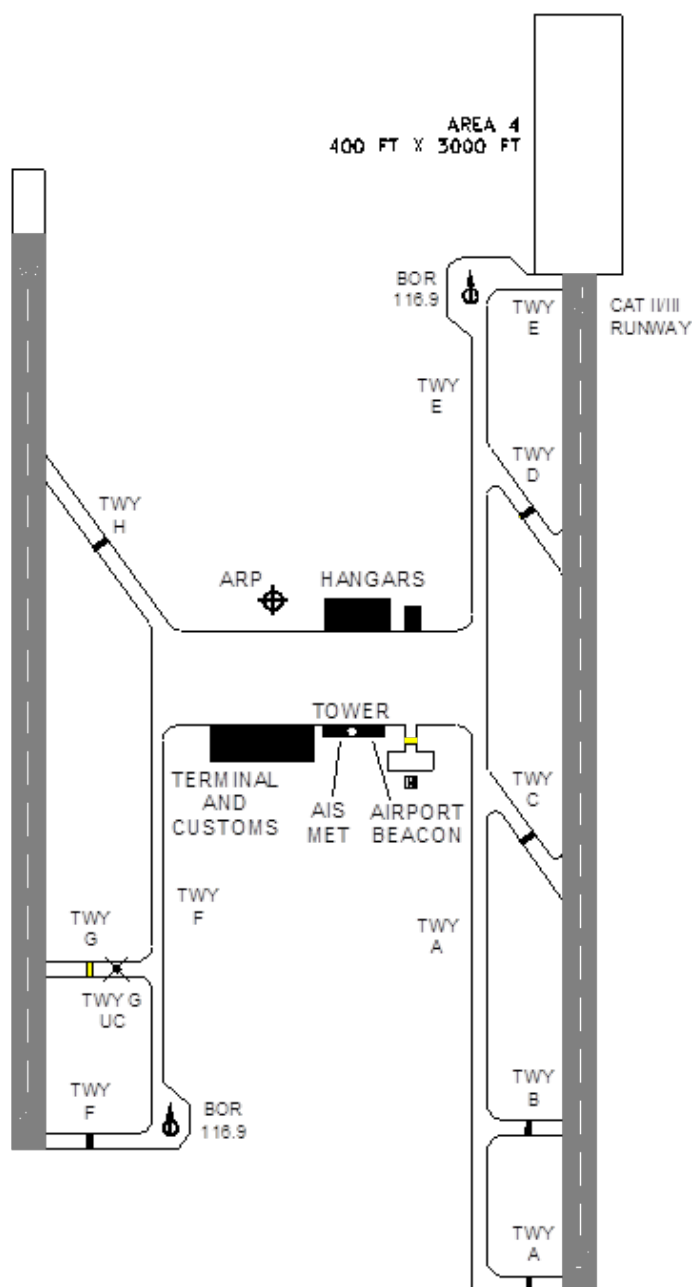 AREA 4
400 FT X 3000 FT
BOR
116.9
TWY
E
CAT II/III
RUNWAY
TWY
E
TWY
D
TWY
H
ARP
HANGARS
TOWER
TERMINAL
AND
CUSTOMS
AIS
MET
AIRPORT
BEACON
H
TWY
C
TWY
F
TWY
A
TWY
G
TWY G
UC
TWY
F
BOR
116.9
TWY
B
TWY
A